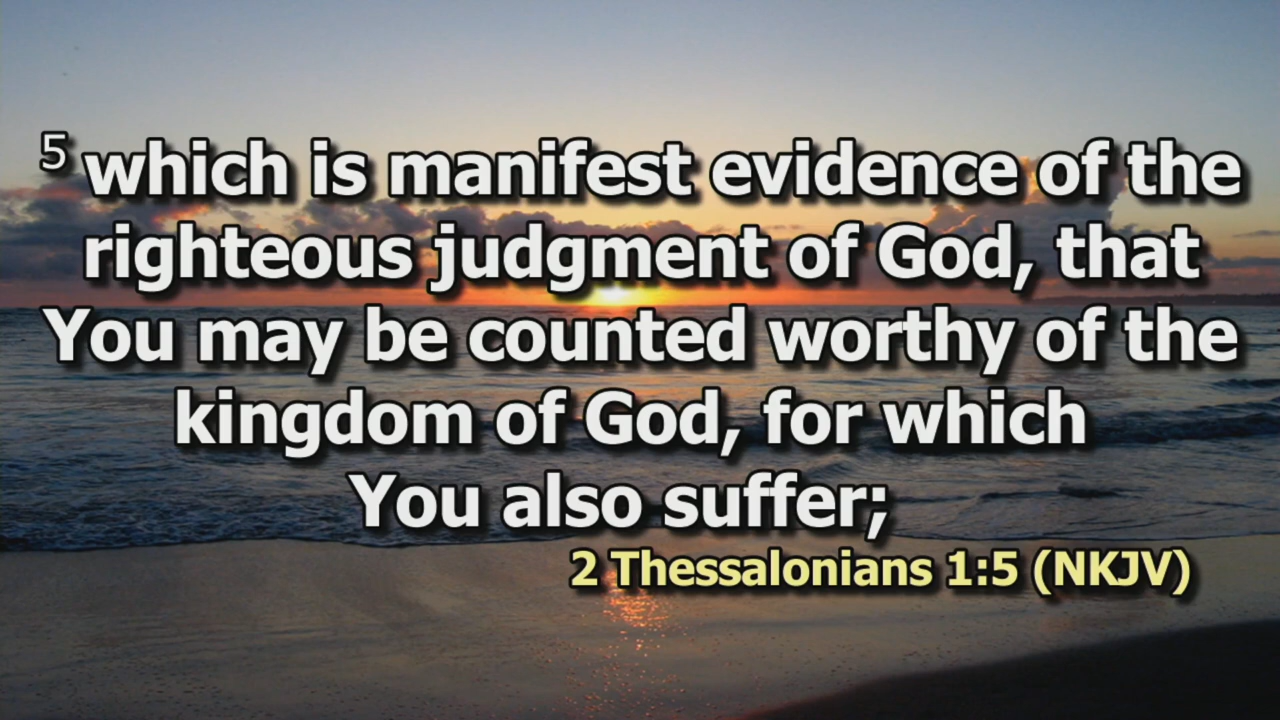 5 which is manifest evidence of the
righteous judgment of God, that
You may be counted worthy of the
kingdom of God, for which
You also suffer;
2 Thessalonians 1:5 (NKJV)